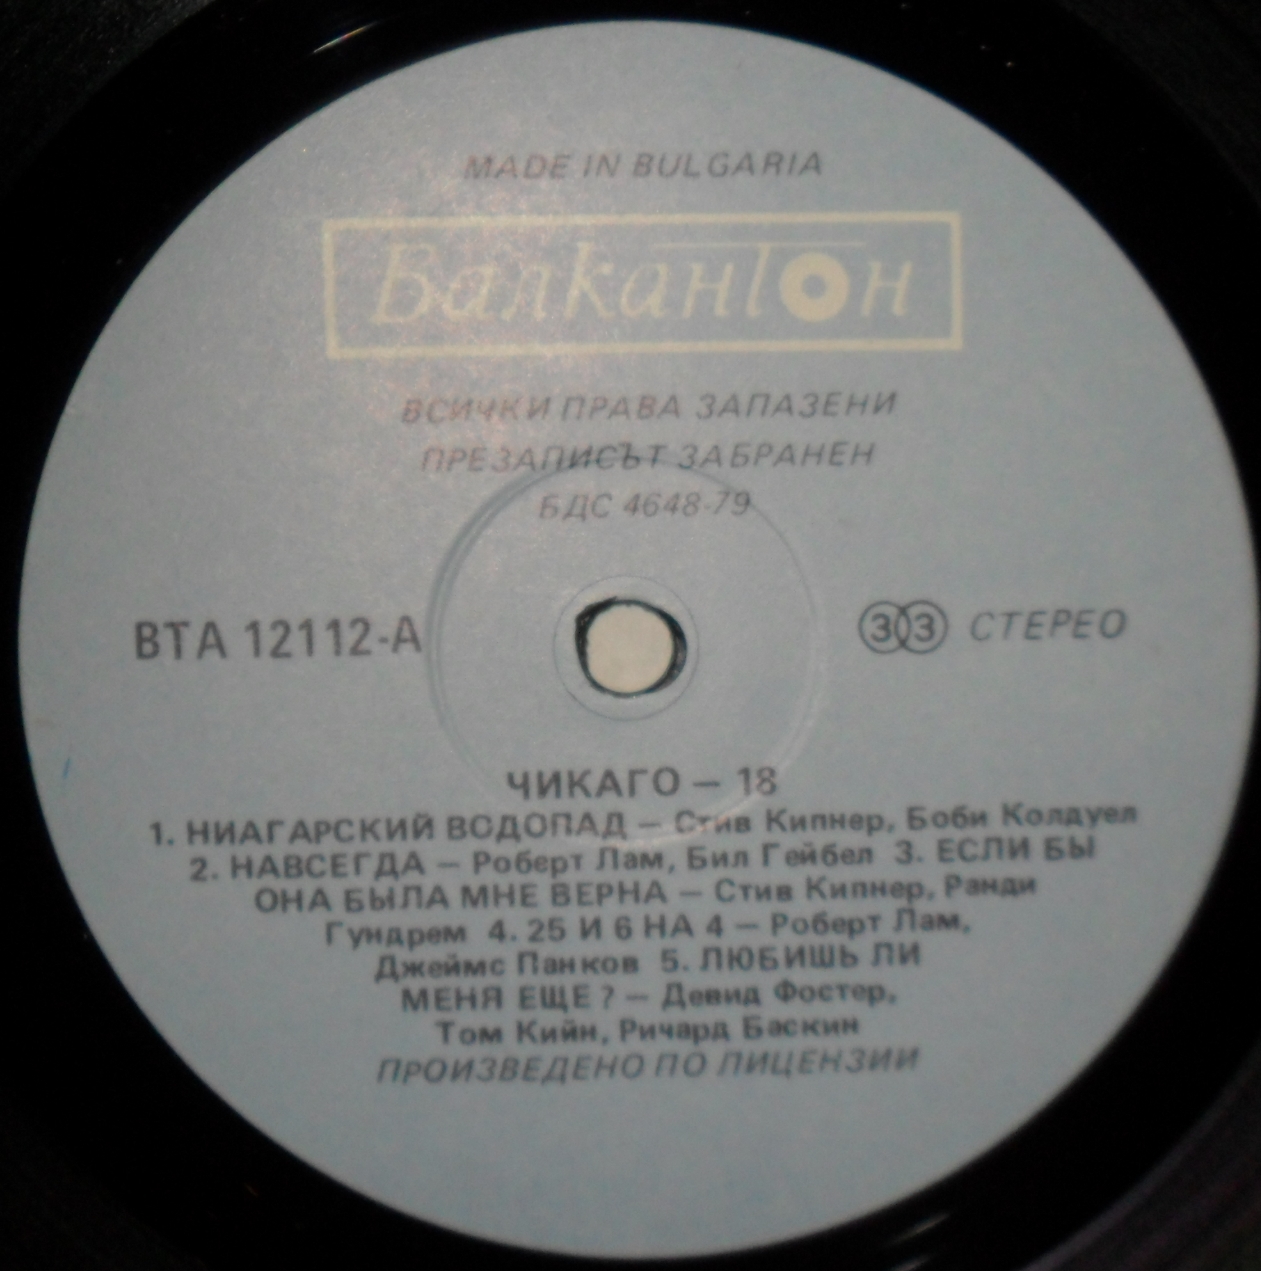 MADE IN BULGARIA
Балкантон
ВСИЧКИ ПРАВА ЗАПАЗЕНИ
ПРЕЗАПИСЪТ ЗАБРАНЕН
БДС 4648-79
ВТА 12112-А
33 СТЕРЕО
ЧИКАГО – 18
1. НИАГАРСКИЙ ВОДОПАД – Стив Кипнер, Боби Колдуел
2. НАВСЕГДА – Роберт Лам, Бил Гейбел 3. ЕСЛИ БЫ
ОНА БЫЛА МНЕ ВЕРНА – Стив Кипнер, Ранди
Гундрем 4. 25 И 6 НА 4 – Роберт Лам,
Джеймс Панков 5. ЛЮБИШЬ ЛИ
МЕНЯ ЕЩЕ? – Девид Фостер,
Том Кийн, Ричард Баскин
ПРОИЗВЕДЕНО ПО ЛИЦЕНЗИИ